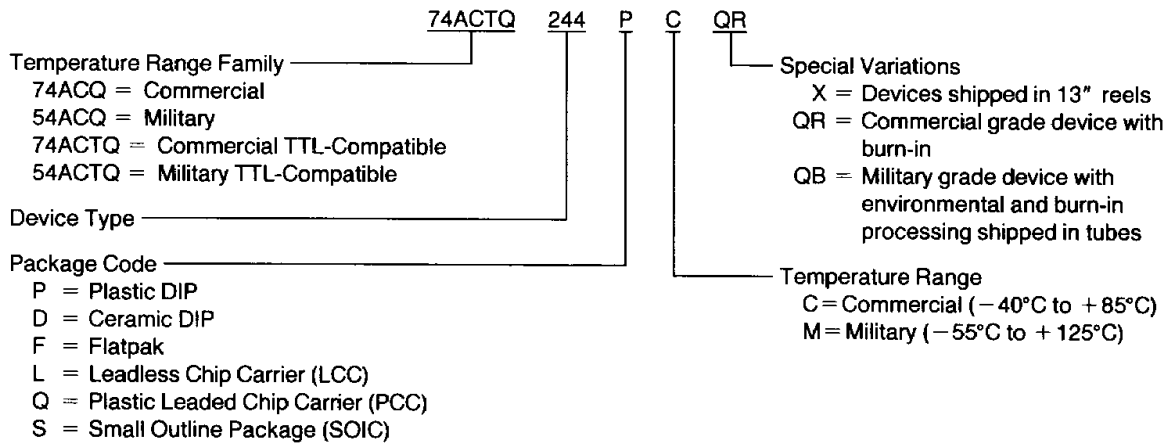 74ACTQ 244 P C QR
Temperature Range Family
74ACQ = Commercial
54ACQ = Military
74ACTQ = Commercial TTL-Compatible
54ACTQ = Military TTL-Compatible
Device Type
Package Code
P = Plastic DIP
D = Ceramic DIP
F = Flatpak
L = Leadless Chip Carrier (LCC)
Q = Plastic Leaded Chip Carrier (PCC)
S = Small Outline Package (SOIC)
Special Variations
X = Devices shipped in 13" reels
QR = Commercial grade device with
burn-in
QB = Military grade device with
environmental and burn-in
processing shipped in tubes
Temperature Range
C = Commercial (−40°C to +85°C)
M = Military (−55°C to +125°C)